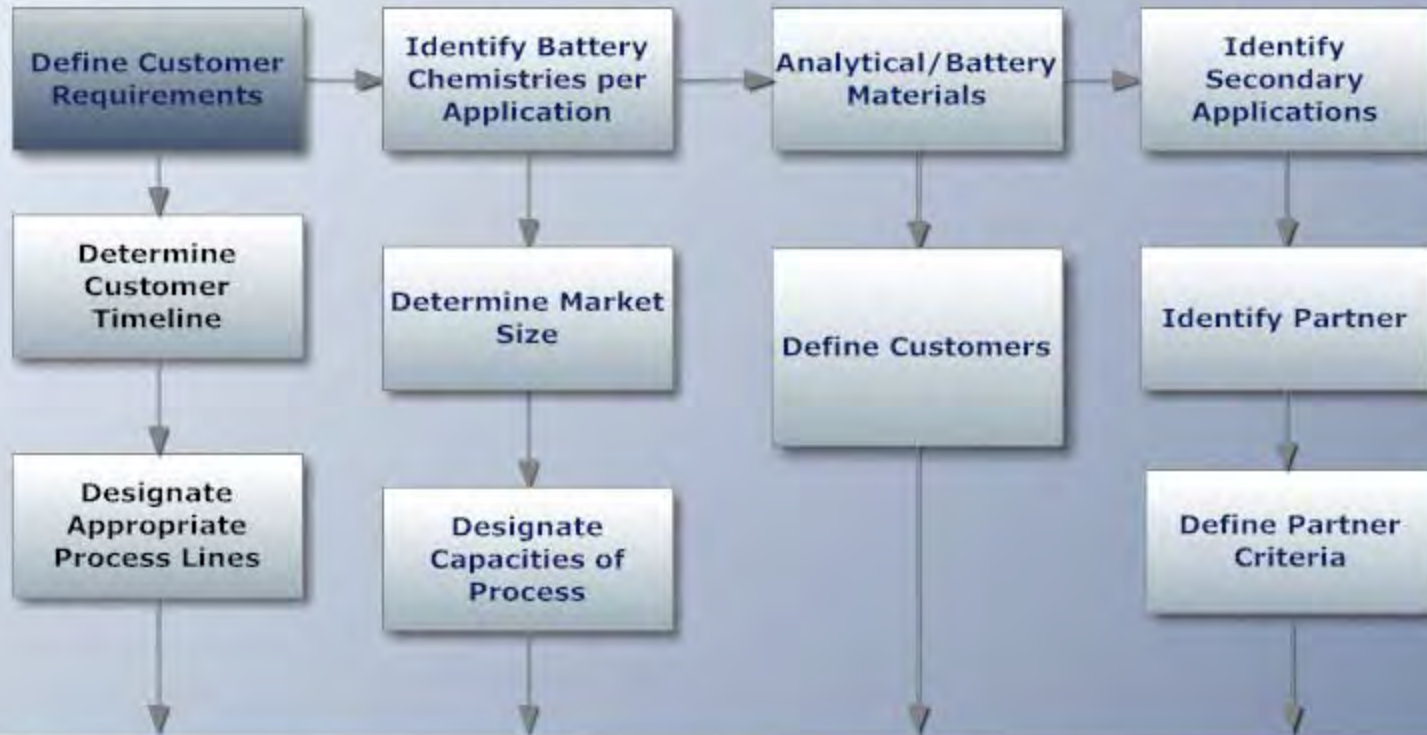 Define Customer
Requirements
Identify Battery
Chemistries per
Application
Analytical/Battery
Materials
Identify
Secondary
Applications
Determine
Customer
Timeline
Determine Market
Size
Define Customers
Identify Partner
Designate
Appropriate
Process Lines
Designate
Capacities of
Process
Define Partner
Criteria